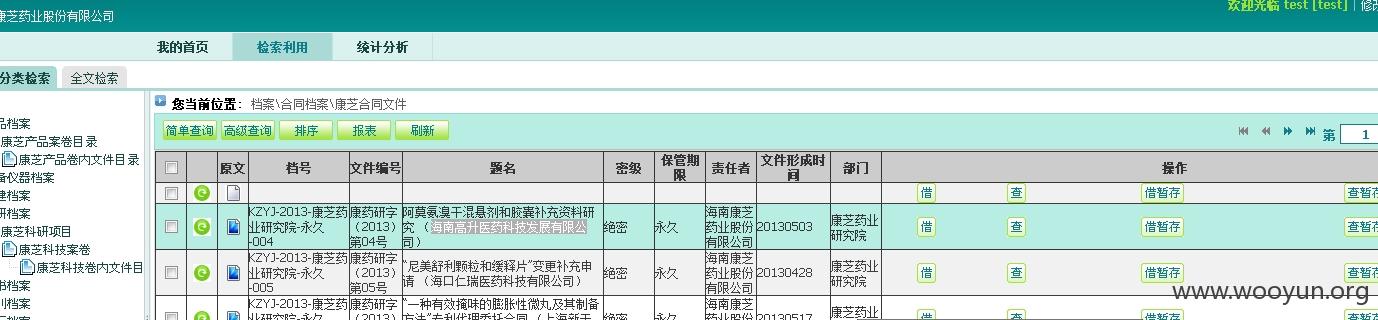 康芝药业股份有限公司
欢迎光临 test [test] | 修改
我的首页 检索利用 统计分析
分类检索 全文检索
您当前位置: 档案\合同档案\康芝合同文件
简单查询 高级查询 排序 报表 刷新
第 1
品档案
康芝产品案卷目录
康芝产品卷内文件目录
备仪器档案
建档案
研档案
康芝科研项目
康芝科技案卷
康芝科技卷内文件目
书档案
原文 档号 文件编号 题名 密级 保管期限 责任者 文件形成时间 部门 操作
借 查 借暂存 查暂存
KZYJ-2013-康芝药业研究院-永久-004 康药研字（2013）第04号 阿莫氨溴干混悬剂和胶囊补充资料研究 （海南高升医药科技发展有限公司） 绝密 永久 海南康芝药业股份有限公司 20130503 康芝药业研究院 借 查 借暂存 查暂存
KZYJ-2013-康芝药业研究院-永久-005 康药研字（2013）第05号 “尼美舒利颗粒和缓释片”变更补充申请 （海口仁瑞医药科技有限公司） 绝密 永久 海南康芝药业股份有限公司 20130428 康芝药业研究院 借 查 借暂存 查暂存
KZYJ-2013-康芝药业研究院-永久 康药研字（2013） “一种有效掩味的膨胀性微丸及其制备方法”专利代理委托合同 绝密 永久 海南康芝药业股份 20130517 康芝药业 借 查 借暂存
www.wooyun.org